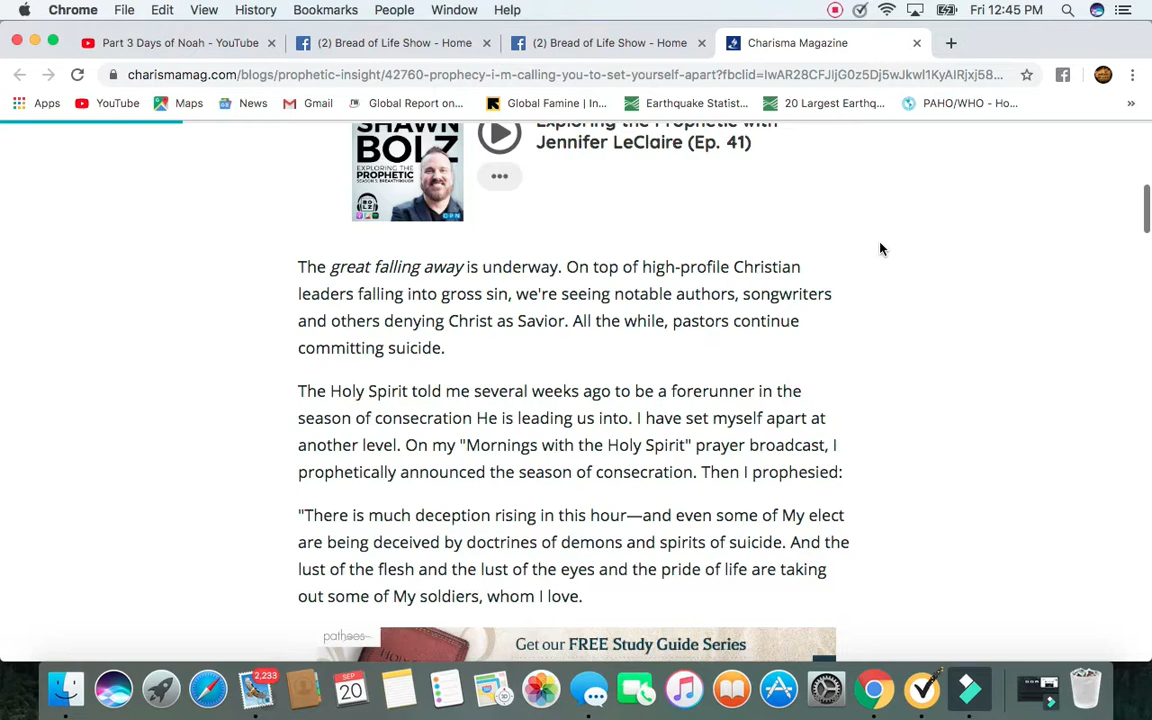 Chrome File Edit View History Bookmarks People Window Help Fri 12:45 PM
Part 3 Days of Noah - YouTube × (2) Bread of Life Show - Home × (2) Bread of Life Show - Home × Charisma Magazine × +
charismamag.com/blogs/prophetic-insight/42760-prophecy-i-m-calling-you-to-set-yourself-apart?fbclid=IwAR28CFJljG0z5Dj5wJkwl1KyAIRjxj58...
Apps YouTube Maps News Gmail Global Report on... Global Famine | In... Earthquake Statist... 20 Largest Earthq... PAHO/WHO - Ho... »
SHAWN
BOLZ
EXPLORING THE
PROPHETIC
Exploring the Prophetic with
Jennifer LeClaire (Ep. 41)
The great falling away is underway. On top of high-profile Christian
leaders falling into gross sin, we're seeing notable authors, songwriters
and others denying Christ as Savior. All the while, pastors continue
committing suicide.
The Holy Spirit told me several weeks ago to be a forerunner in the
season of consecration He is leading us into. I have set myself apart at
another level. On my "Mornings with the Holy Spirit" prayer broadcast, I
prophetically announced the season of consecration. Then I prophesied:
"There is much deception rising in this hour—and even some of My elect
are being deceived by doctrines of demons and spirits of suicide. And the
lust of the flesh and the lust of the eyes and the pride of life are taking
out some of My soldiers, whom I love.
patheos
Get our FREE Study Guide Series
2,233
SEP
20